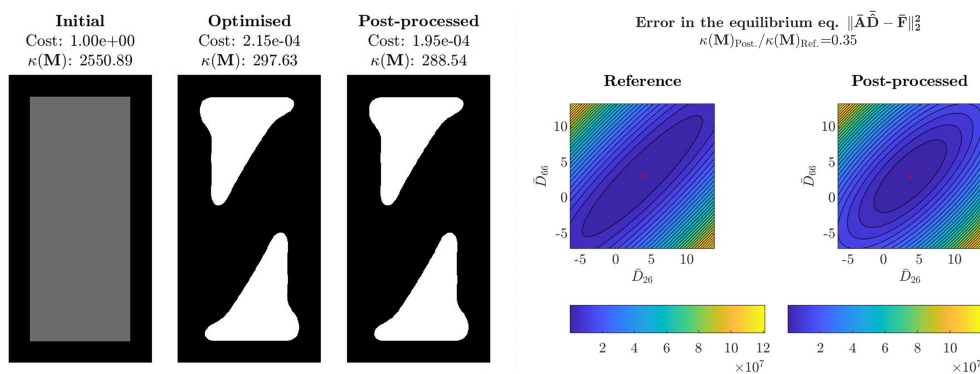 Initial
Cost: 1.00e+00
κ(M): 2550.89
Optimised
Cost: 2.15e-04
κ(M): 297.63
Post-processed
Cost: 1.95e-04
κ(M): 288.54
Error in the equilibrium eq. ‖ĀD̂̄ − F̄‖₂²
κ(M)Post./κ(M)Ref.=0.35
Reference
D̄66
10
5
0
-5
-5 0 5 10
D̄26
2 4 6 8 10 12
×10⁷
Post-processed
D̄66
10
5
0
-5
-5 0 5 10
D̄26
2 4 6 8 10
×10⁷